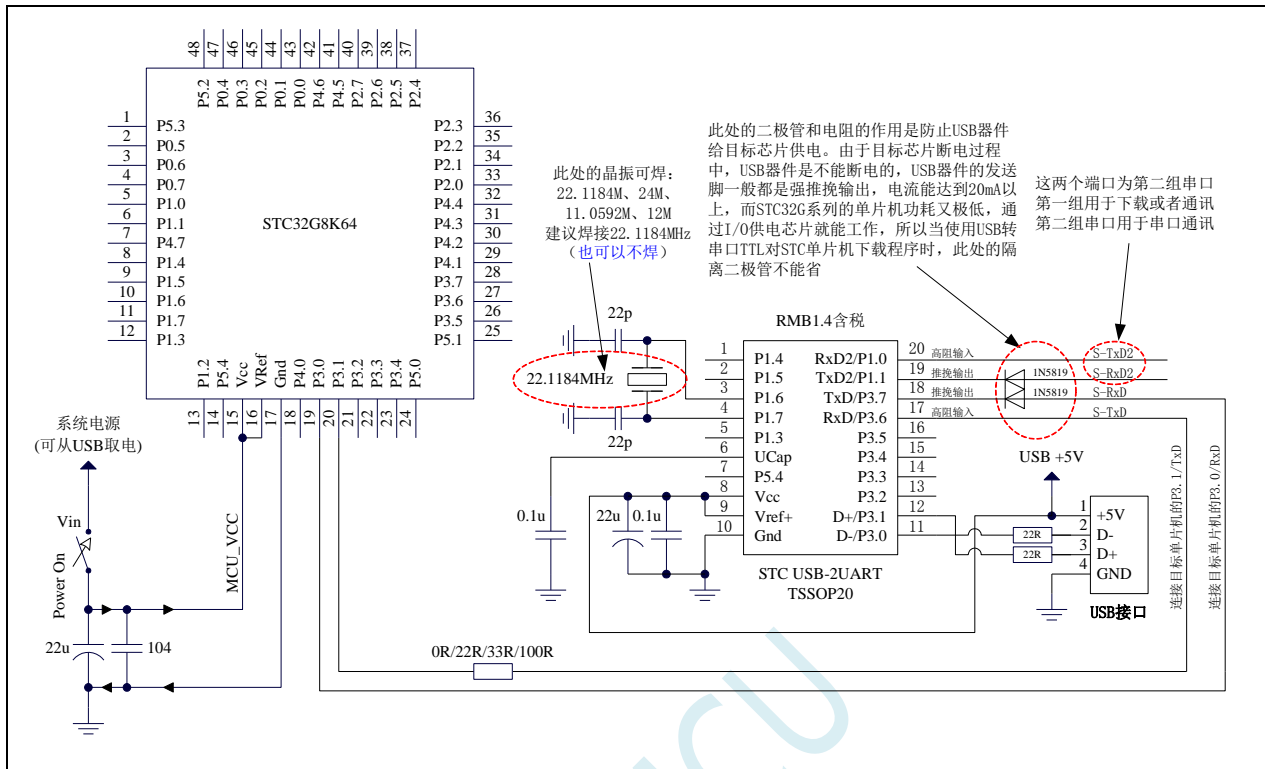 48
47
46
45
44
43
42
41
40
39
38
37
P5.2
P0.4
P0.3
P0.2
P0.1
P0.0
P4.6
P4.5
P2.7
P2.6
P2.5
P2.4
1 P5.3
2 P0.5
3 P0.6
4 P0.7
5 P1.0
6 P1.1
7 P4.7
8 P1.4
9 P1.5
10 P1.6
11 P1.7
12 P1.3
STC32G8K64
P2.3 36
P2.2 35
P2.1 34
P2.0 33
P4.4 32
P4.3 31
P4.2 30
P4.1 29
P3.7 28
P3.6 27
P3.5 26
P5.1 25
P1.2
P5.4
Vcc
VRef
Gnd
P4.0
P3.0
P3.1
P3.2
P3.3
P3.4
P5.0
13
14
15
16
17
18
19
20
21
22
23
24
此处的晶振可焊:
22.1184M、24M、
11.0592M、12M
建议焊接22.1184MHz
(也可以不焊)
此处的二极管和电阻的作用是防止USB器件
给目标芯片供电。由于目标芯片断电过程
中,USB器件是不能断电的,USB器件的发送
脚一般都是强推挽输出,电流能达到20mA以
上,而STC32G系列的单片机功耗又极低,通
过I/O供电芯片就能工作,所以当使用USB转
串口TTL对STC单片机下载程序时,此处的隔
离二极管不能省
这两个端口为第二组串口
第一组用于下载或者通讯
第二组串口用于串口通讯
22p
22.1184MHz
22p
RMB1.4含税
1 P1.4
2 P1.5
3 P1.6
4 P1.7
5 P1.3
6 UCap
7 P5.4
8 Vcc
9 Vref+
10 Gnd
RxD2/P1.0 20 高阻输入 S-TxD2
TxD2/P1.1 19 推挽输出 1N5819 S-RxD2
TxD/P3.7 18 推挽输出 1N5819 S-RxD
RxD/P3.6 17 高阻输入 S-TxD
P3.5 16
P3.4 15
P3.3 14
P3.2 13
D+/P3.1 12
D-/P3.0 11
STC USB-2UART
TSSOP20
USB +5V
22R
22R
1 +5V
2 D-
3 D+
4 GND
USB接口
连接目标单片机的P3.1/TxD
连接目标单片机的P3.0/RxD
0.1u
22u
0.1u
系统电源
(可从USB取电)
Vin
Power On
MCU_VCC
22u
104
0R/22R/33R/100R
MCU